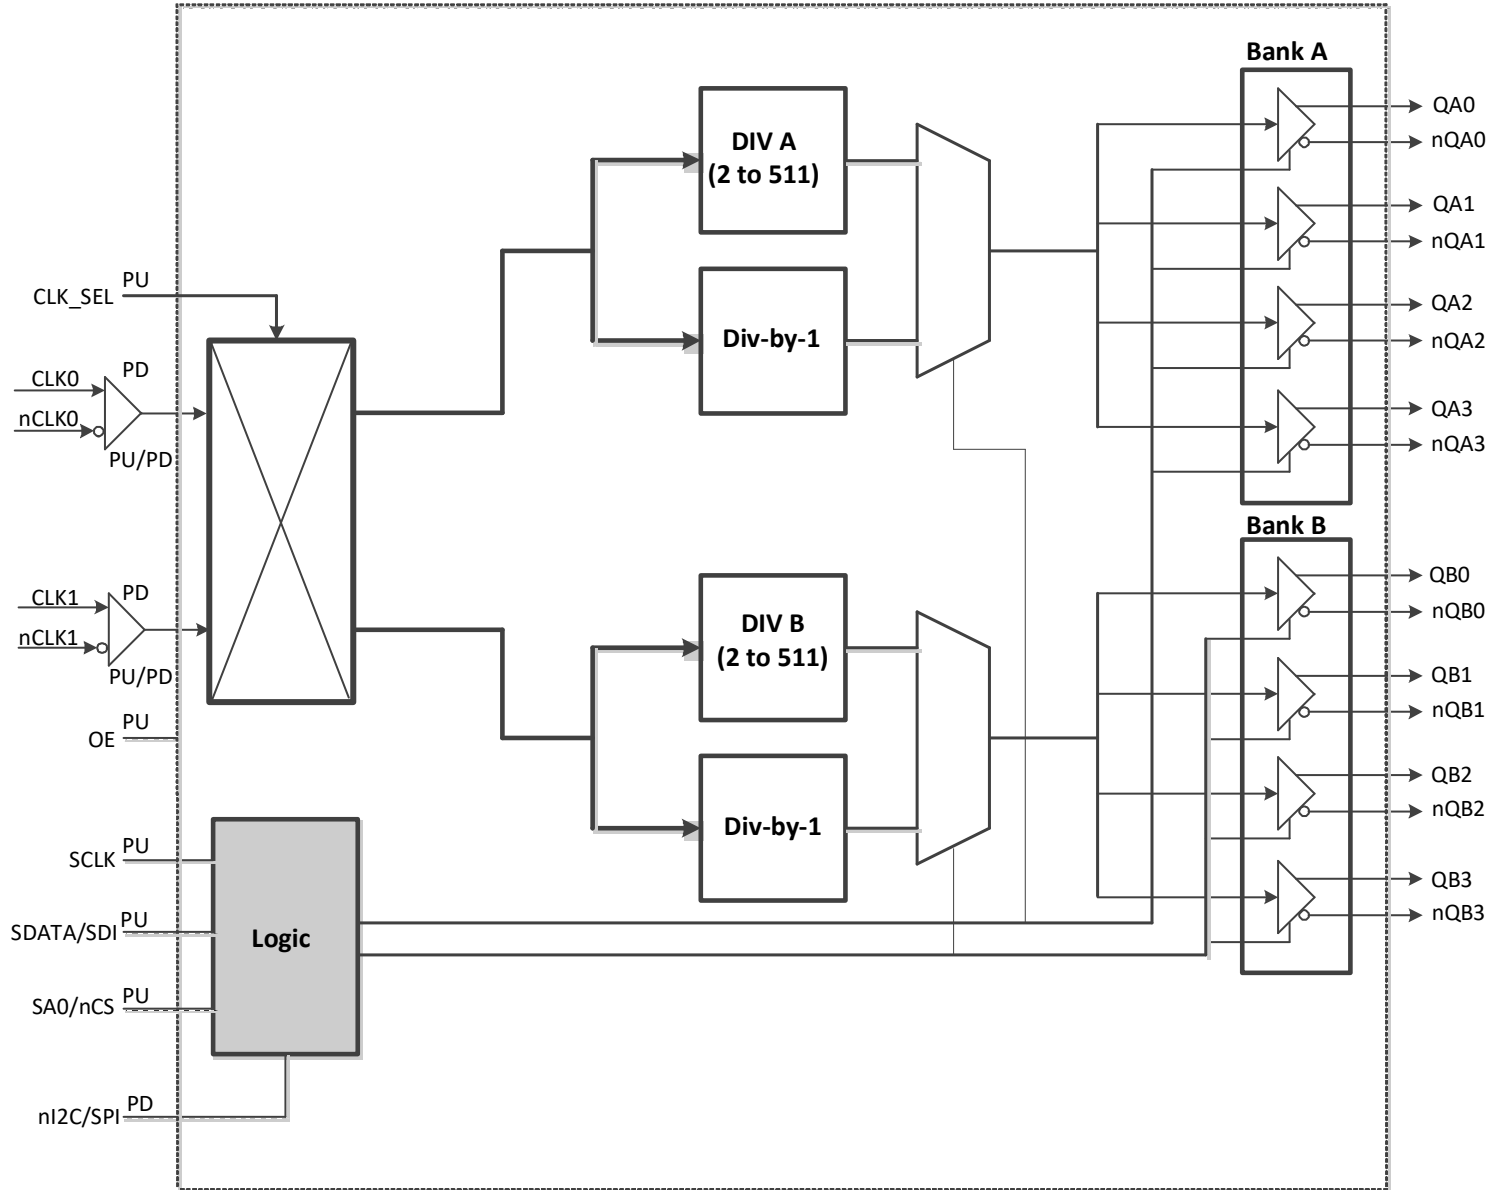 Bank A
QA0
nQA0
QA1
nQA1
QA2
nQA2
QA3
nQA3
DIV A
(2 to 511)
Div-by-1
CLK_SEL
PU
CLK0
PD
nCLK0
PU/PD
CLK1
PD
nCLK1
PU/PD
OE
PU
DIV B
(2 to 511)
Div-by-1
Bank B
QB0
nQB0
QB1
nQB1
QB2
nQB2
QB3
nQB3
SCLK
PU
SDATA/SDI
PU
SA0/nCS
PU
Logic
nI2C/SPI
PD